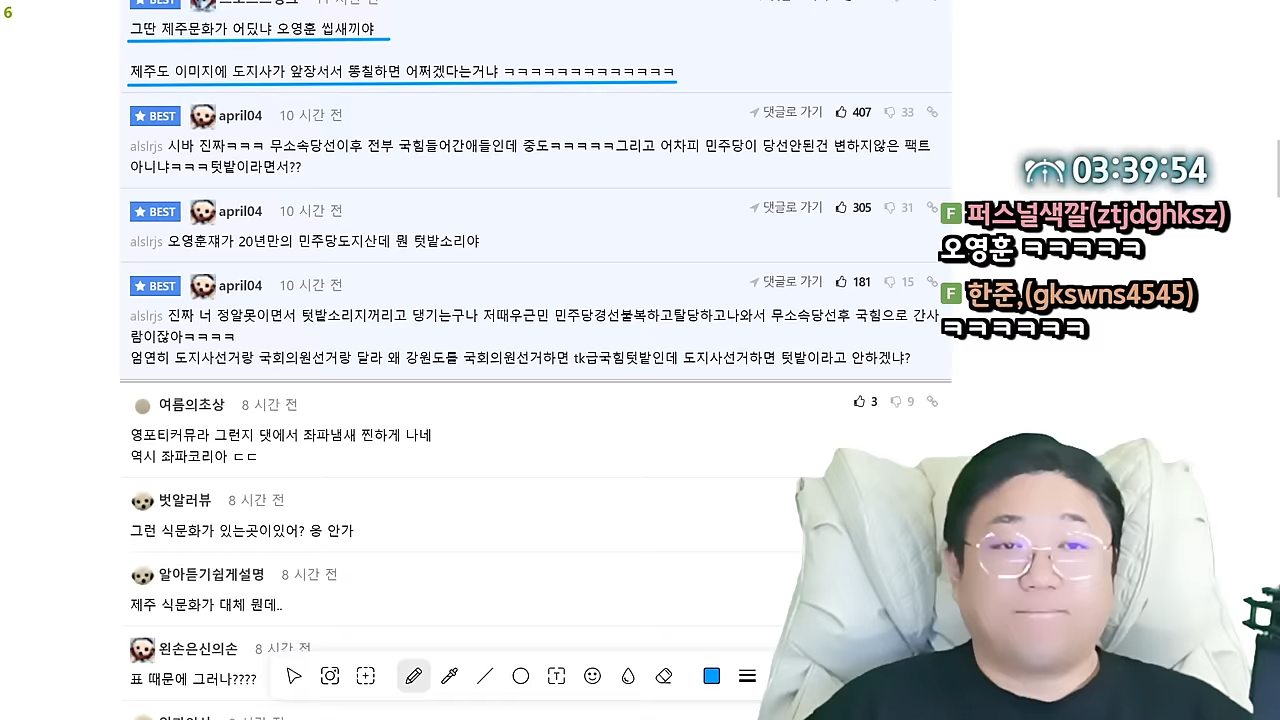 6
BEST
그딴 제주문화가 어딨냐 오영훈 씹새끼야
제주도 이미지에 도지사가 앞장서서 똥칠하면 어쩌겠다는거냐 ㅋㅋㅋㅋㅋㅋㅋㅋㅋㅋㅋㅋㅋ
BEST april04 10 시간 전 댓글로 가기 407 33
alslrjs 시바 진짜ㅋㅋㅋ 무소속당선이후 전부 국힘들어간애들인데 중도ㅋㅋㅋㅋㅋ그리고 어차피 민주당이 당선안된건 변하지않은 팩트
아니냐ㅋㅋㅋ텃밭이라면서??
BEST april04 10 시간 전 댓글로 가기 305 31
alslrjs 오영훈재가 20년만의 민주당도지산데 뭔 텃밭소리야
BEST april04 10 시간 전 댓글로 가기 181 15
alslrjs 진짜 너 정알못이면서 텃밭소리지꺼리고 댕기는구나 저때우근민 민주당경선불복하고탈당하고나와서 무소속당선후 국힘으로 간사
람이잖아ㅋㅋㅋㅋ
엄연히 도지사선거랑 국회의원선거랑 달라 왜 강원도를 국회의원선거하면 tk급국힘텃밭인데 도지사선거하면 텃밭이라고 안하겠냐?
여름의초상 8 시간 전 3 9
영포티커뮤라 그런지 댓에서 좌파냄새 찐하게 나네
역시 좌파코리아 ㄷㄷ
벗알러뷰 8 시간 전
그런 식문화가 있는곳이있어? 응 안가
알아듣기쉽게설명 8 시간 전
제주 식문화가 대체 뭔데..
왼손은신의손 8 시간 전
표 때문에 그러나????
03:39:54
F 퍼스널색깔(ztjdghksz)
오영훈 ㅋㅋㅋㅋㅋ
F 한준,(gkswns4545)
ㅋㅋㅋㅋㅋㅋ